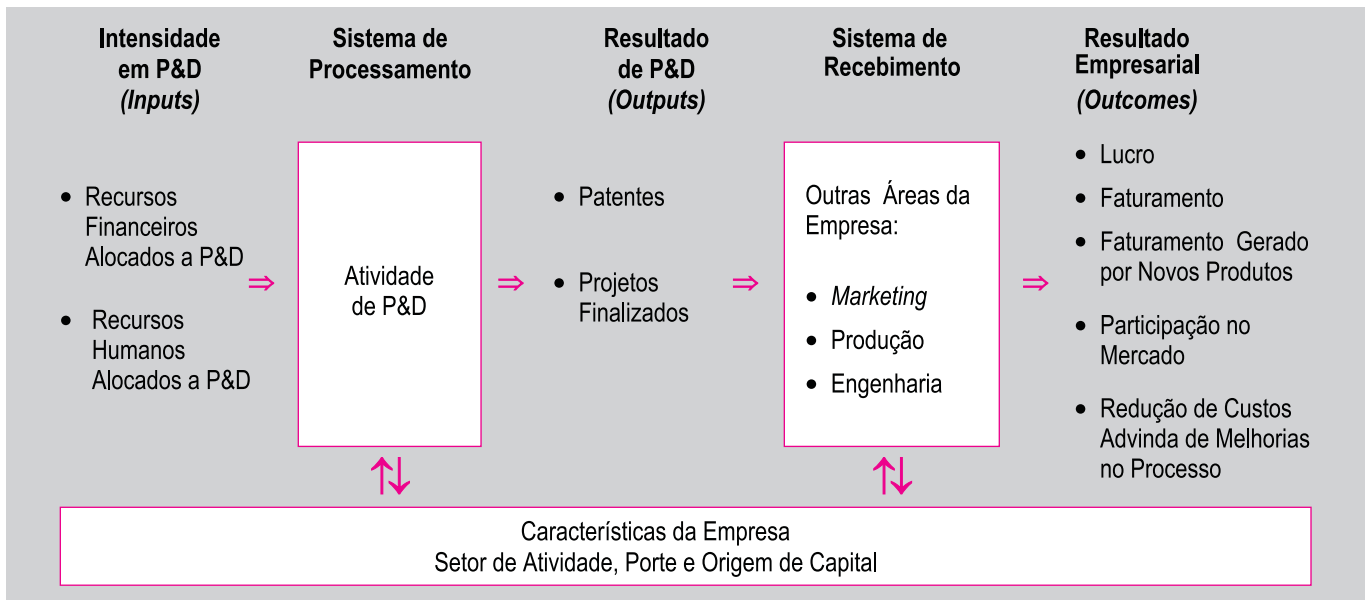 Intensidade
em P&D
(Inputs)
Sistema de
Processamento
Resultado
de P&D
(Outputs)
Sistema de
Recebimento
Resultado
Empresarial
(Outcomes)
• Recursos
Financeiros
Alocados a P&D
• Recursos
Humanos
Alocados a P&D
⇒
Atividade
de P&D
⇒
• Patentes
• Projetos
Finalizados
⇒
Outras Áreas da
Empresa:
• Marketing
• Produção
• Engenharia
⇒
• Lucro
• Faturamento
• Faturamento Gerado
por Novos Produtos
• Participação no
Mercado
• Redução de Custos
Advinda de Melhorias
no Processo
Características da Empresa
Setor de Atividade, Porte e Origem de Capital